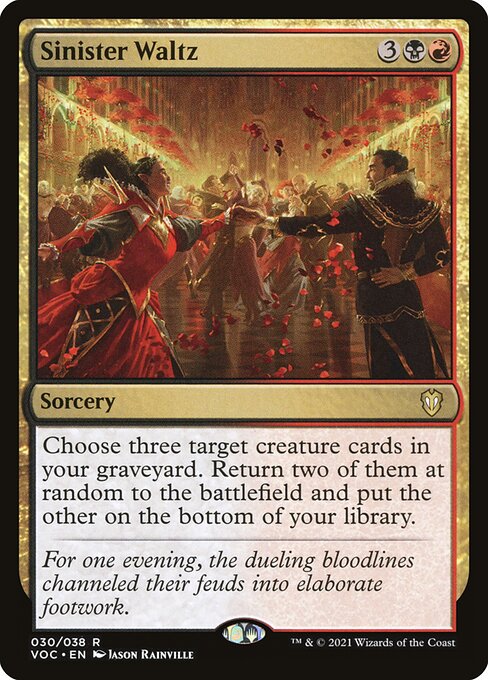 Sinister Waltz 3
Sorcery
Choose three target creature cards in
your graveyard. Return two of them at
random to the battlefield and put the
other on the bottom of your library.
For one evening, the dueling bloodlines
channeled their feuds into elaborate
footwork.
030/038 R
VOC • EN JASON RAINVILLE
™ & © 2021 Wizards of the Coast